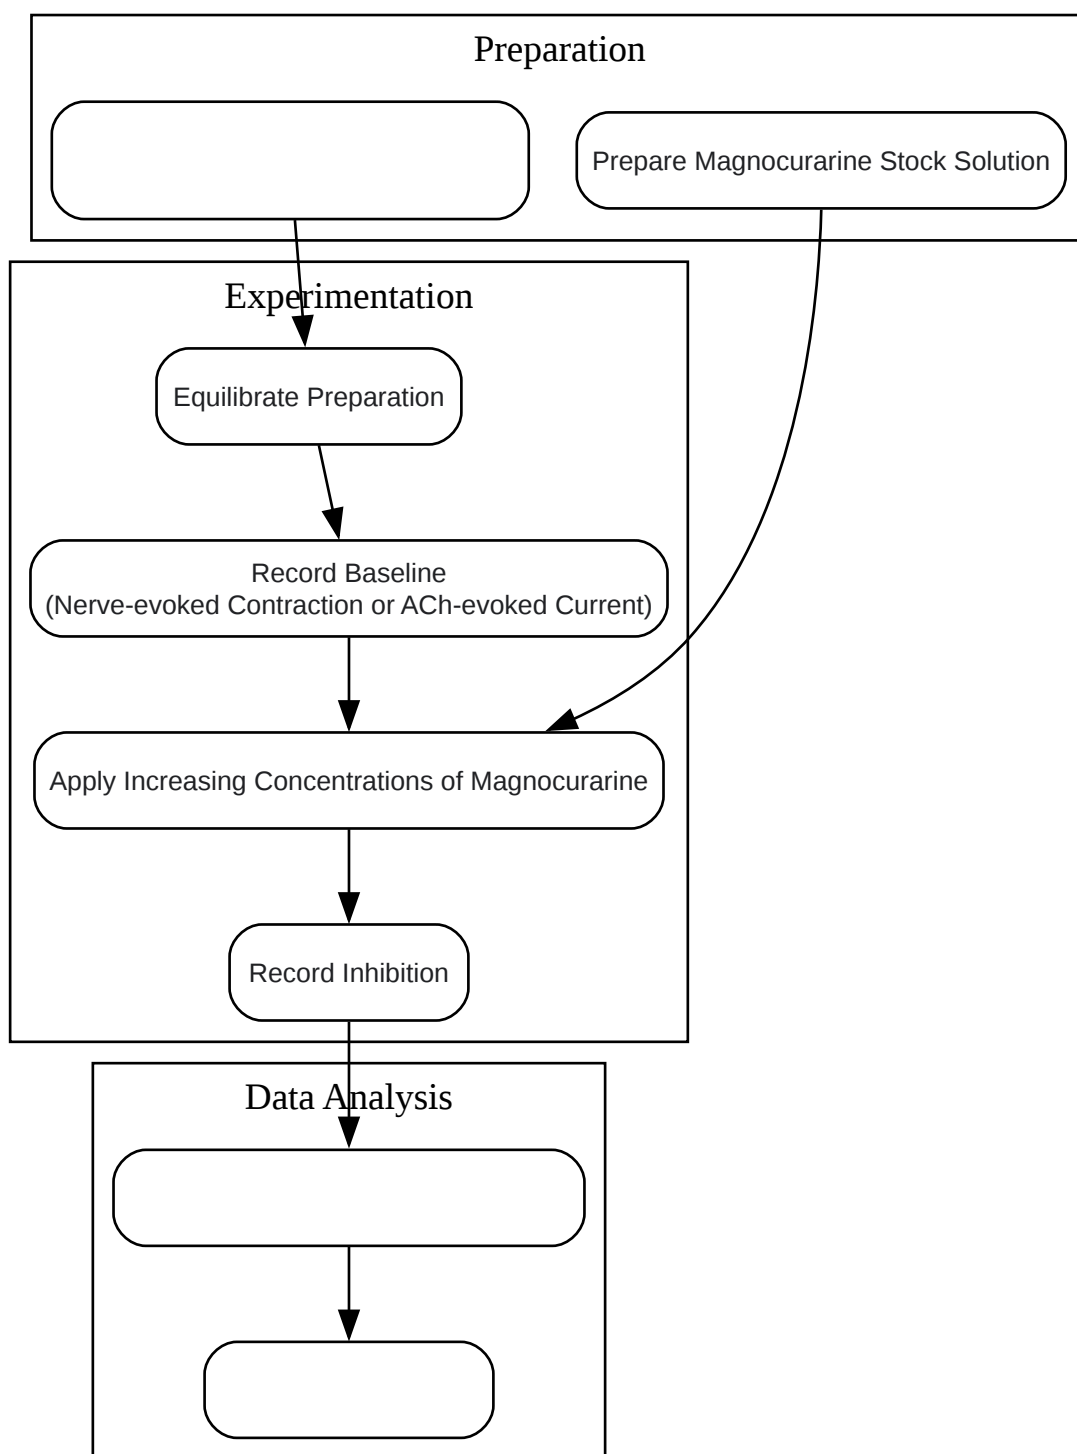 Preparation
Prepare Magnocurarine Stock Solution
Experimentation
Equilibrate Preparation
Record Baseline
(Nerve-evoked Contraction or ACh-evoked Current)
Apply Increasing Concentrations of Magnocurarine
Record Inhibition
Data Analysis